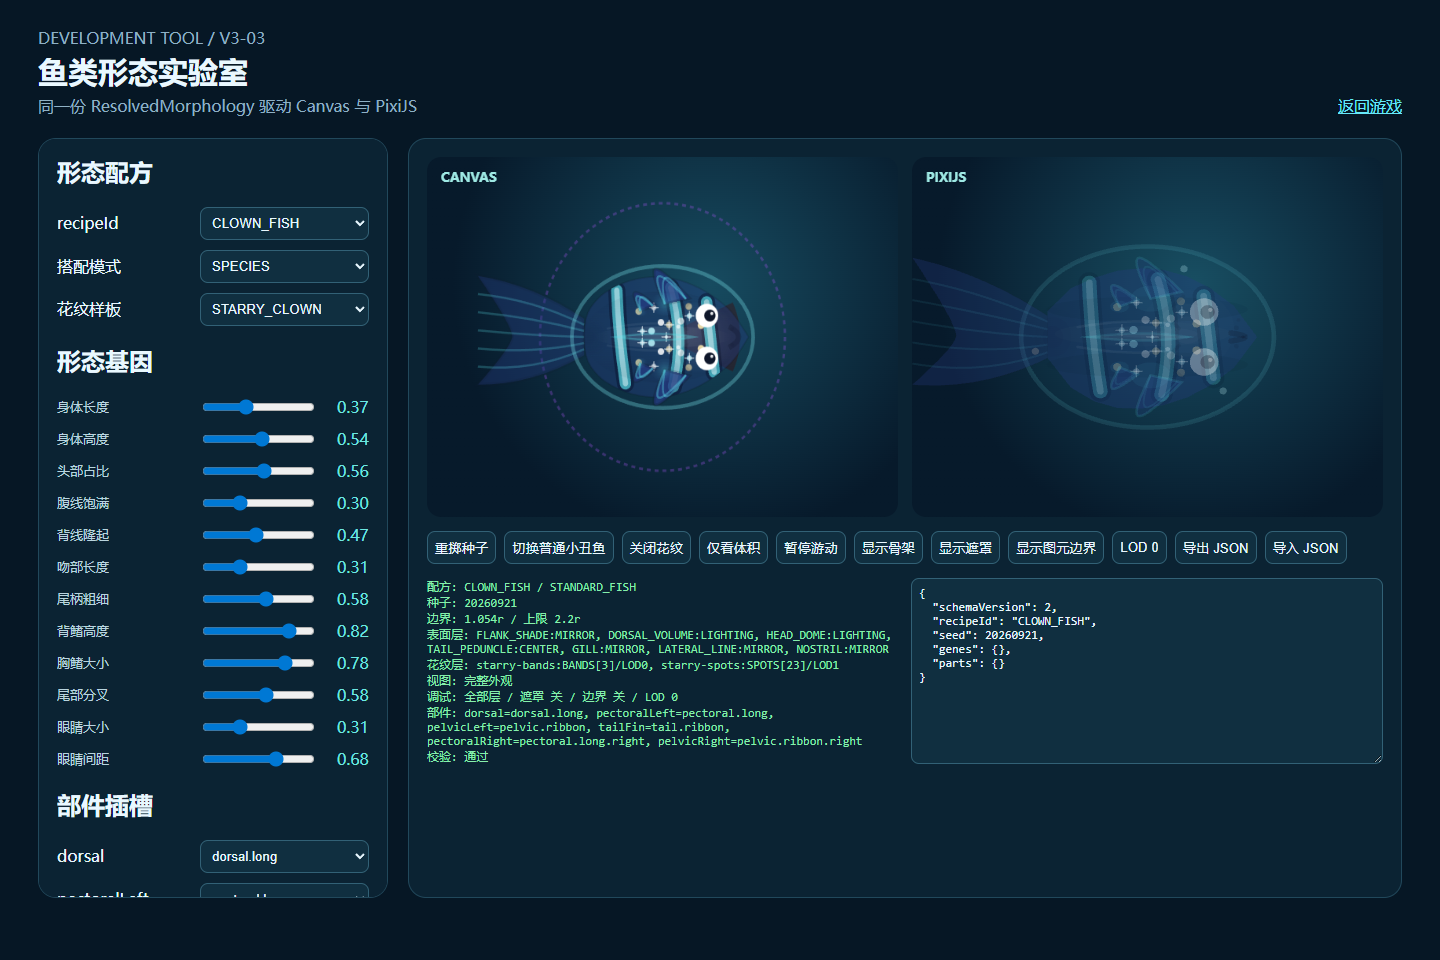 DEVELOPMENT TOOL / V3-03
鱼类形态实验室
同一份 ResolvedMorphology 驱动 Canvas 与 PixiJS
返回游戏
形态配方
recipeId
CLOWN_FISH
搭配模式
SPECIES
花纹样板
STARRY_CLOWN
形态基因
身体长度 0.37
身体高度 0.54
头部占比 0.56
腹线饱满 0.30
背线隆起 0.47
吻部长度 0.31
尾柄粗细 0.58
背鳍高度 0.82
胸鳍大小 0.78
尾部分叉 0.58
眼睛大小 0.31
眼睛间距 0.68
部件插槽
dorsal
dorsal.long
CANVAS
PIXIJS
重掷种子 切换普通小丑鱼 关闭花纹 仅看体积 暂停游动 显示骨架 显示遮罩 显示图元边界 LOD 0 导出 JSON 导入 JSON
配方: CLOWN_FISH / STANDARD_FISH
种子: 20260921
边界: 1.054r / 上限 2.2r
表面层: FLANK_SHADE:MIRROR, DORSAL_VOLUME:LIGHTING, HEAD_DOME:LIGHTING,
TAIL_PEDUNCLE:CENTER, GILL:MIRROR, LATERAL_LINE:MIRROR, NOSTRIL:MIRROR
花纹层: starry-bands:BANDS[3]/LOD0, starry-spots:SPOTS[23]/LOD1
视图: 完整外观
调试: 全部层 / 遮罩 关 / 边界 关 / LOD 0
部件: dorsal=dorsal.long, pectoralLeft=pectoral.long,
pelvicLeft=pelvic.ribbon, tailFin=tail.ribbon,
pectoralRight=pectoral.long.right, pelvicRight=pelvic.ribbon.right
校验: 通过
{
"schemaVersion": 2,
"recipeId": "CLOWN_FISH",
"seed": 20260921,
"genes": {},
"parts": {}
}